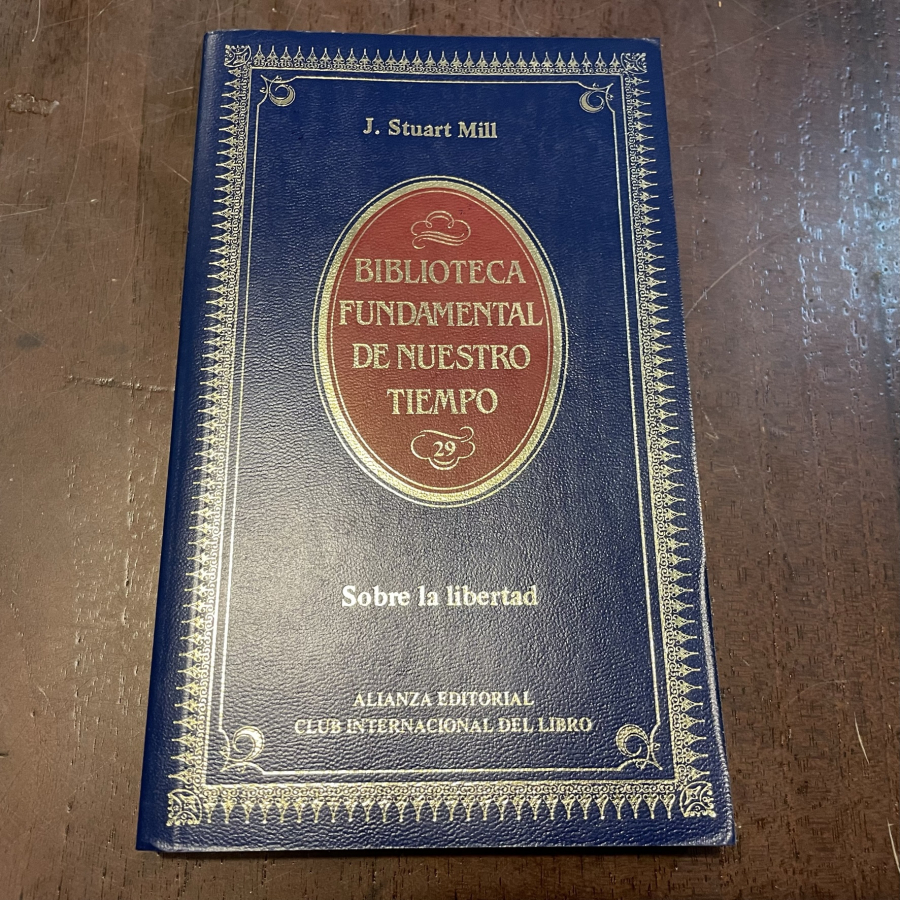 J. Stuart Mill
BIBLIOTECA
FUNDAMENTAL
DE NUESTRO
TIEMPO
29
Sobre la libertad
ALIANZA EDITORIAL
CLUB INTERNACIONAL DEL LIBRO